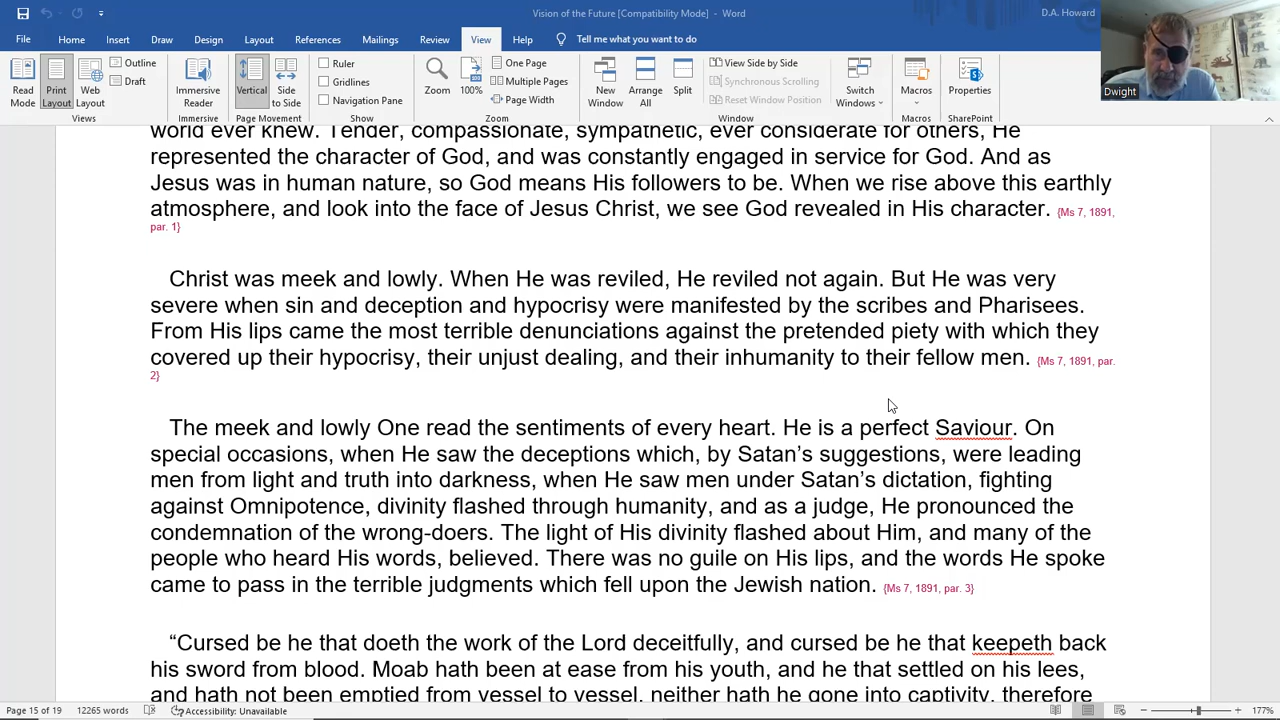 Vision of the Future [Compatibility Mode] - Word
D.A. Howard
File Home Insert Draw Design Layout References Mailings Review View Help Tell me what you want to do
Read Mode
Print Layout
Web Layout
Outline
Draft
Views
Immersive Reader
Immersive
Vertical
Side to Side
Page Movement
Ruler
Gridlines
Navigation Pane
Show
Zoom
100%
One Page
Multiple Pages
Page Width
Zoom
New Window
Arrange All
Split
View Side by Side
Synchronous Scrolling
Reset Window Position
Window
Switch Windows
Macros
Macros
Properties
SharePoint
Dwight
world ever knew. Tender, compassionate, sympathetic, ever considerate for others, He
represented the character of God, and was constantly engaged in service for God. And as
Jesus was in human nature, so God means His followers to be. When we rise above this earthly
atmosphere, and look into the face of Jesus Christ, we see God revealed in His character. {Ms 7, 1891,
par. 1}
Christ was meek and lowly. When He was reviled, He reviled not again. But He was very
severe when sin and deception and hypocrisy were manifested by the scribes and Pharisees.
From His lips came the most terrible denunciations against the pretended piety with which they
covered up their hypocrisy, their unjust dealing, and their inhumanity to their fellow men. {Ms 7, 1891, par.
2}
The meek and lowly One read the sentiments of every heart. He is a perfect Saviour. On
special occasions, when He saw the deceptions which, by Satan’s suggestions, were leading
men from light and truth into darkness, when He saw men under Satan’s dictation, fighting
against Omnipotence, divinity flashed through humanity, and as a judge, He pronounced the
condemnation of the wrong-doers. The light of His divinity flashed about Him, and many of the
people who heard His words, believed. There was no guile on His lips, and the words He spoke
came to pass in the terrible judgments which fell upon the Jewish nation. {Ms 7, 1891, par. 3}
“Cursed be he that doeth the work of the Lord deceitfully, and cursed be he that keepeth back
his sword from blood. Moab hath been at ease from his youth, and he that settled on his lees,
and hath not been emptied from vessel to vessel, neither hath he gone into captivity, therefore
Page 15 of 19 12265 words Accessibility: Unavailable 177%